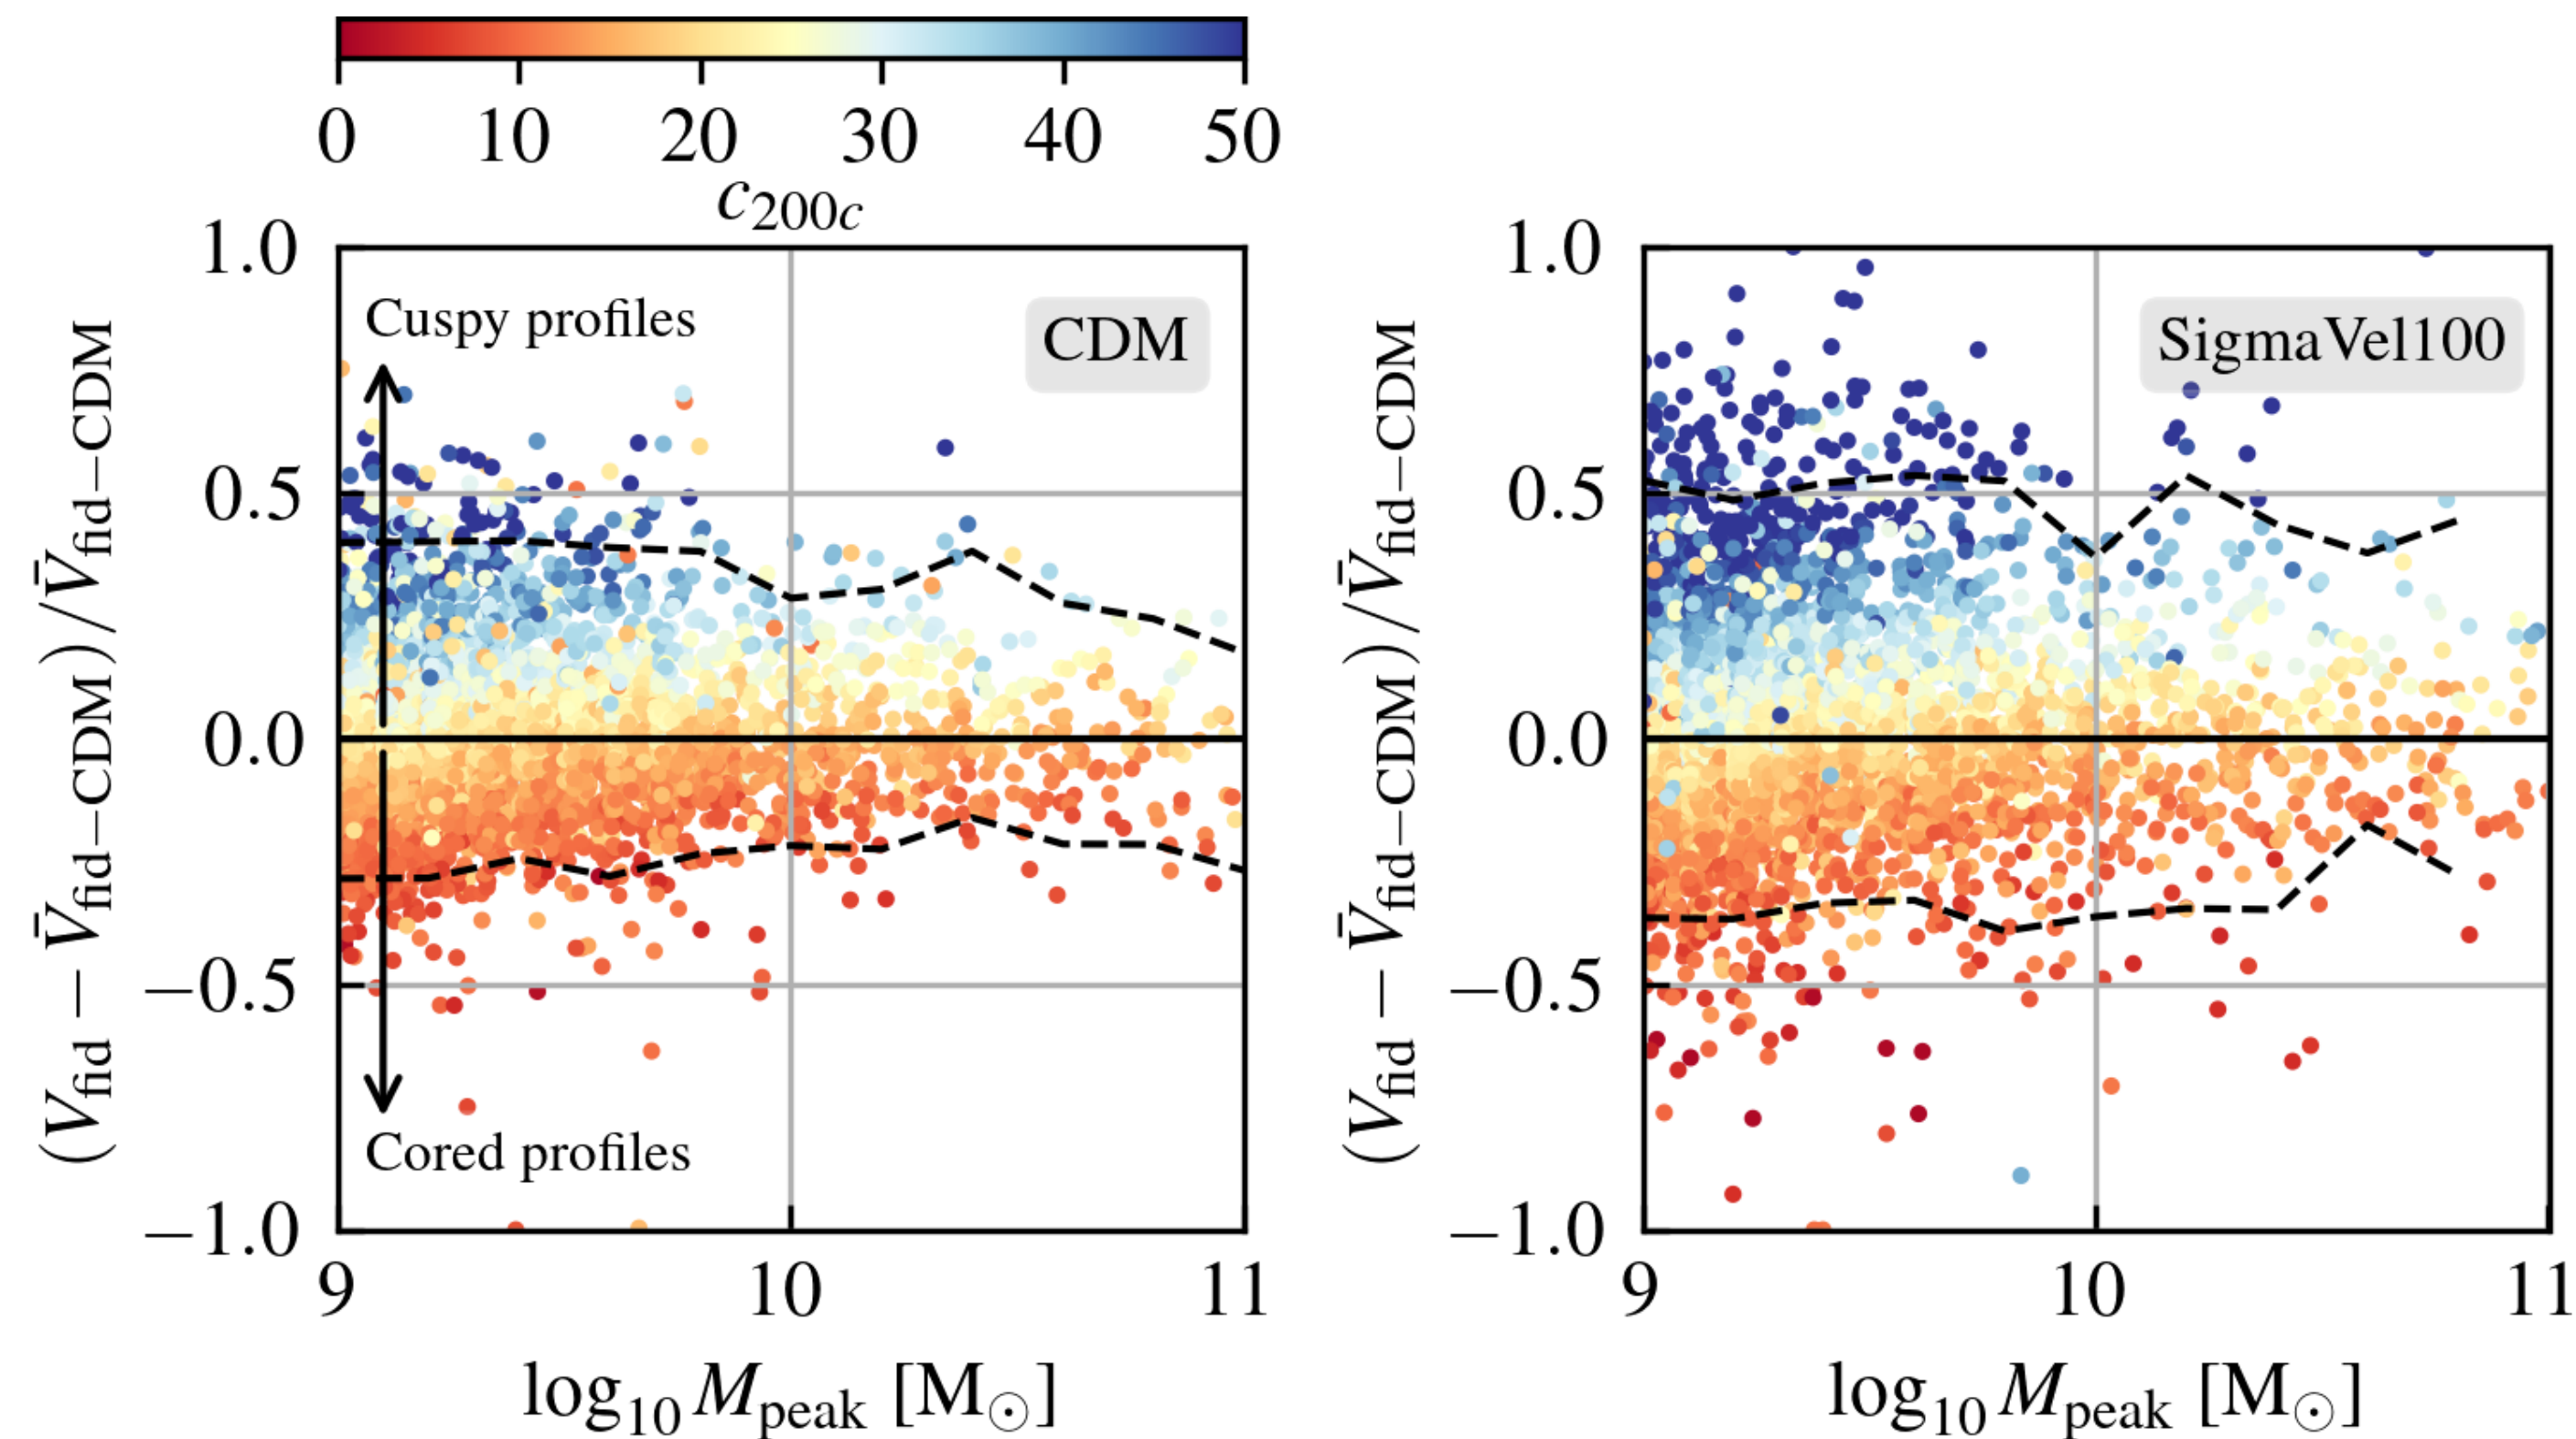 0 10 20 30 40 50
c200c
1.0
0.5
0.0
−0.5
−1.0
(Vfid − V̄fid−CDM)/V̄fid−CDM
Cuspy profiles
CDM
Cored profiles
9 10 11
log10 Mpeak [M⊙]
1.0
0.5
0.0
−0.5
−1.0
(Vfid − V̄fid−CDM)/V̄fid−CDM
SigmaVel100
9 10 11
log10 Mpeak [M⊙]